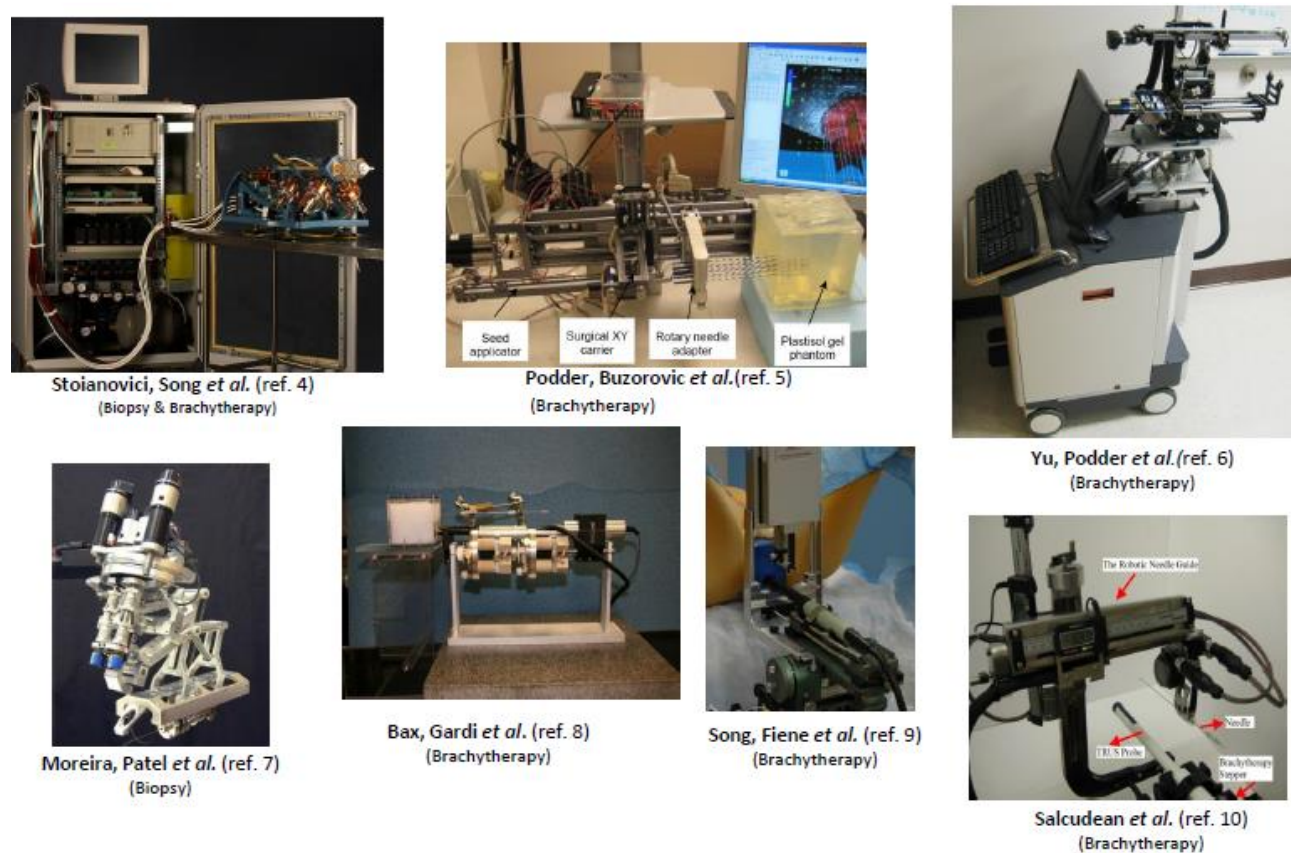 Stoianovici, Song et al. (ref. 4)
(Biopsy & Brachytherapy)
Seed
applicator
Surgical XY
carrier
Rotary needle
adapter
Plastisol gel
phantom
Podder, Buzorovic et al.(ref. 5)
(Brachytherapy)
Yu, Podder et al.(ref. 6)
(Brachytherapy)
Moreira, Patel et al. (ref. 7)
(Biopsy)
Bax, Gardi et al. (ref. 8)
(Brachytherapy)
Song, Fiene et al. (ref. 9)
(Brachytherapy)
The Robotic Needle Guide
Needle
TRUS Probe
Brachytherapy
Stepper
Salcudean et al. (ref. 10)
(Brachytherapy)